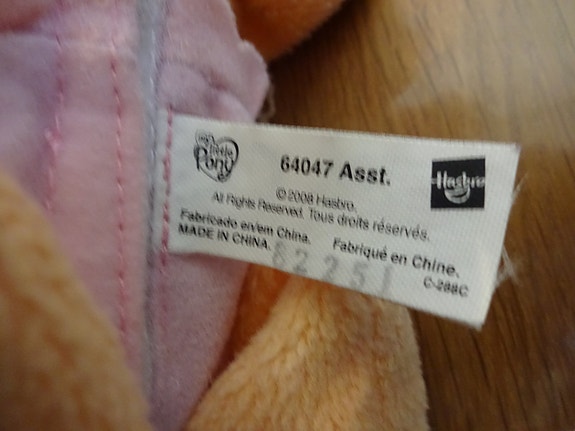 my
little
Pony
64047 Asst.
Hasbro
© 2008 Hasbro.
All Rights Reserved. Tous droits réservés.
Fabricado en/em China. Fabriqué en Chine.
MADE IN CHINA. C-288C
82251